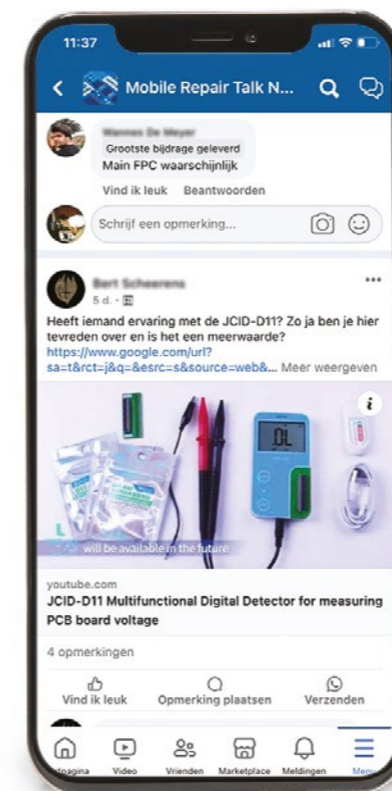 11:37
Mobile Repair Talk N...
Grootste bijdrage geleverd
Main FPC waarschijnlijk
Vind ik leuk Beantwoorden
Schrijf een opmerking...
5 d.
Heeft iemand ervaring met de JCID-D11? Zo ja ben je hier
tevreden over en is het een meerwaarde?
https://www.google.com/url?
sa=t&rct=j&q=&esrc=s&source=web&... Meer weergeven
0L
will be available in the future
youtube.com
JCID-D11 Multifunctional Digital Detector for measuring
PCB board voltage
4 opmerkingen
Vind ik leuk Opmerking plaatsen Verzenden
Video Vrienden Marketplace Meldingen Menu